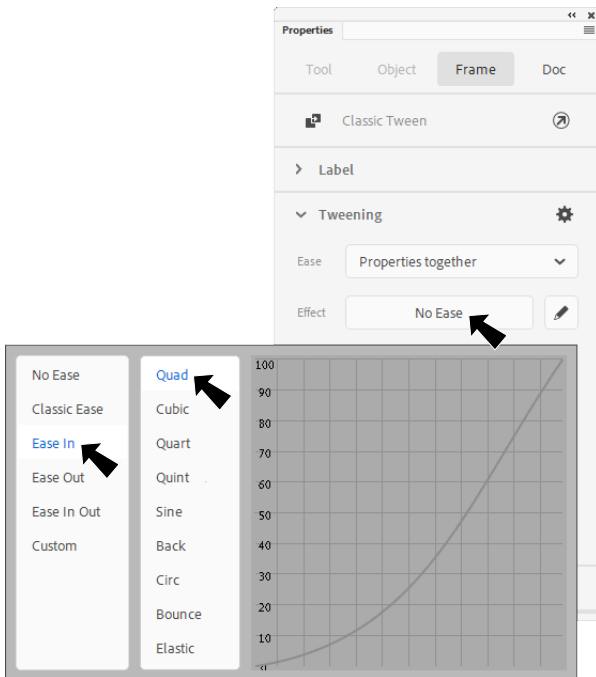 Properties
Tool Object Frame Doc
Classic Tween
Label
Tweening
Ease Properties together
Effect No Ease
No Ease
Classic Ease
Ease In
Ease Out
Ease In Out
Custom
Quad
Cubic
Quart
Quint
Sine
Back
Circ
Bounce
Elastic
100
90
80
70
60
50
40
30
20
10